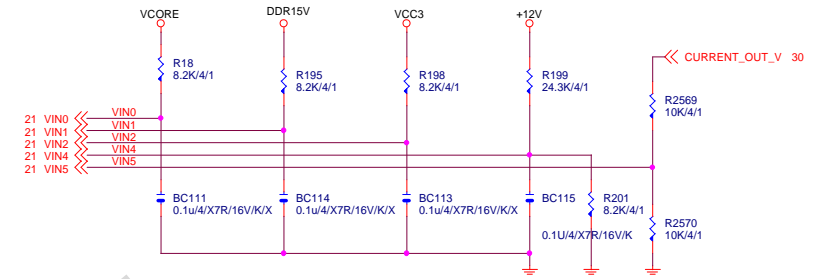 VCORE
DDR15V
VCC3
+12V
R18
8.2K/4/1
R195
8.2K/4/1
R198
8.2K/4/1
R199
24.3K/4/1
CURRENT_OUT_V 30
R2569
10K/4/1
21 VIN0 VIN0
21 VIN1 VIN1
21 VIN2 VIN2
21 VIN4 VIN4
21 VIN5 VIN5
BC111
0.1u/4/X7R/16V/K/X
BC114
0.1u/4/X7R/16V/K/X
BC113
0.1u/4/X7R/16V/K/X
BC115
0.1U/4/X7R/16V/K
R201
8.2K/4/1
R2570
10K/4/1